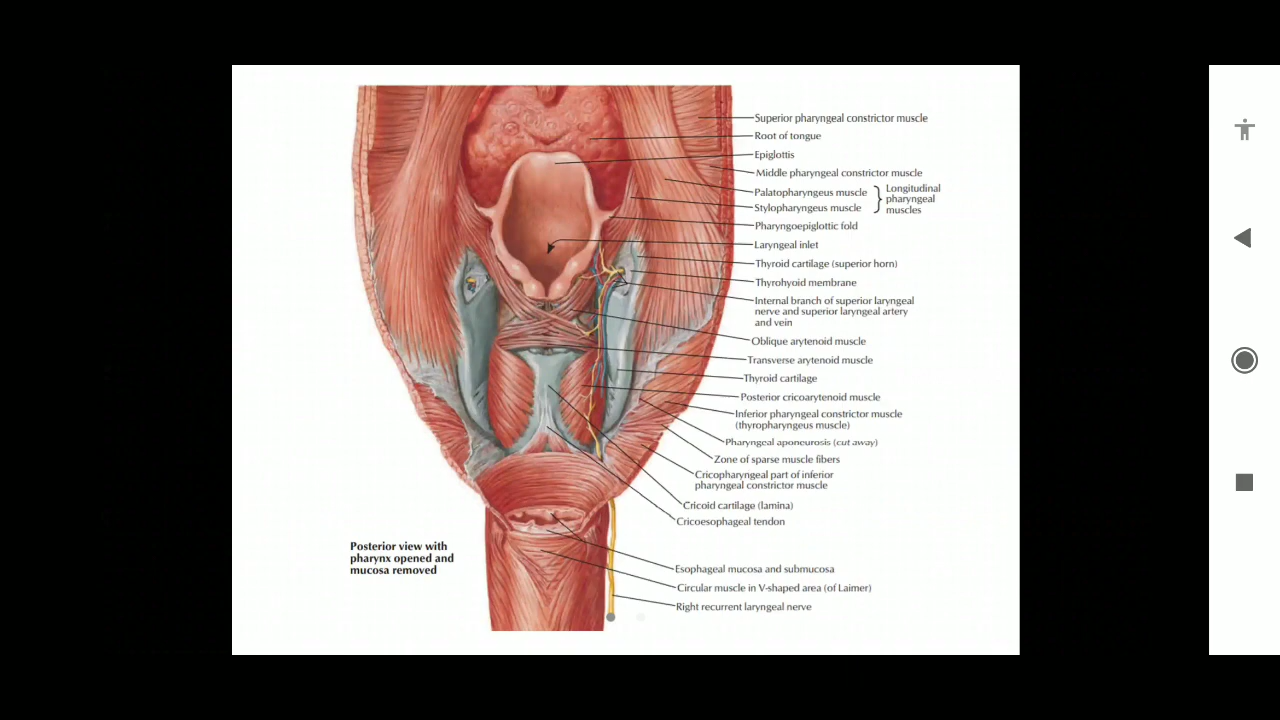 Superior pharyngeal constrictor muscle
Root of tongue
Epiglottis
Middle pharyngeal constrictor muscle
Palatopharyngeus muscle
Stylopharyngeus muscle
Longitudinal
pharyngeal
muscles
Pharyngoepiglottic fold
Laryngeal inlet
Thyroid cartilage (superior horn)
Thyrohyoid membrane
Internal branch of superior laryngeal
nerve and superior laryngeal artery
and vein
Oblique arytenoid muscle
Transverse arytenoid muscle
Thyroid cartilage
Posterior cricoarytenoid muscle
Inferior pharyngeal constrictor muscle
(thyropharyngeus muscle)
Pharyngeal aponeurosis (cut away)
Zone of sparse muscle fibers
Cricopharyngeal part of inferior
pharyngeal constrictor muscle
Cricoid cartilage (lamina)
Cricoesophageal tendon
Esophageal mucosa and submucosa
Circular muscle in V-shaped area (of Laimer)
Right recurrent laryngeal nerve
Posterior view with
pharynx opened and
mucosa removed